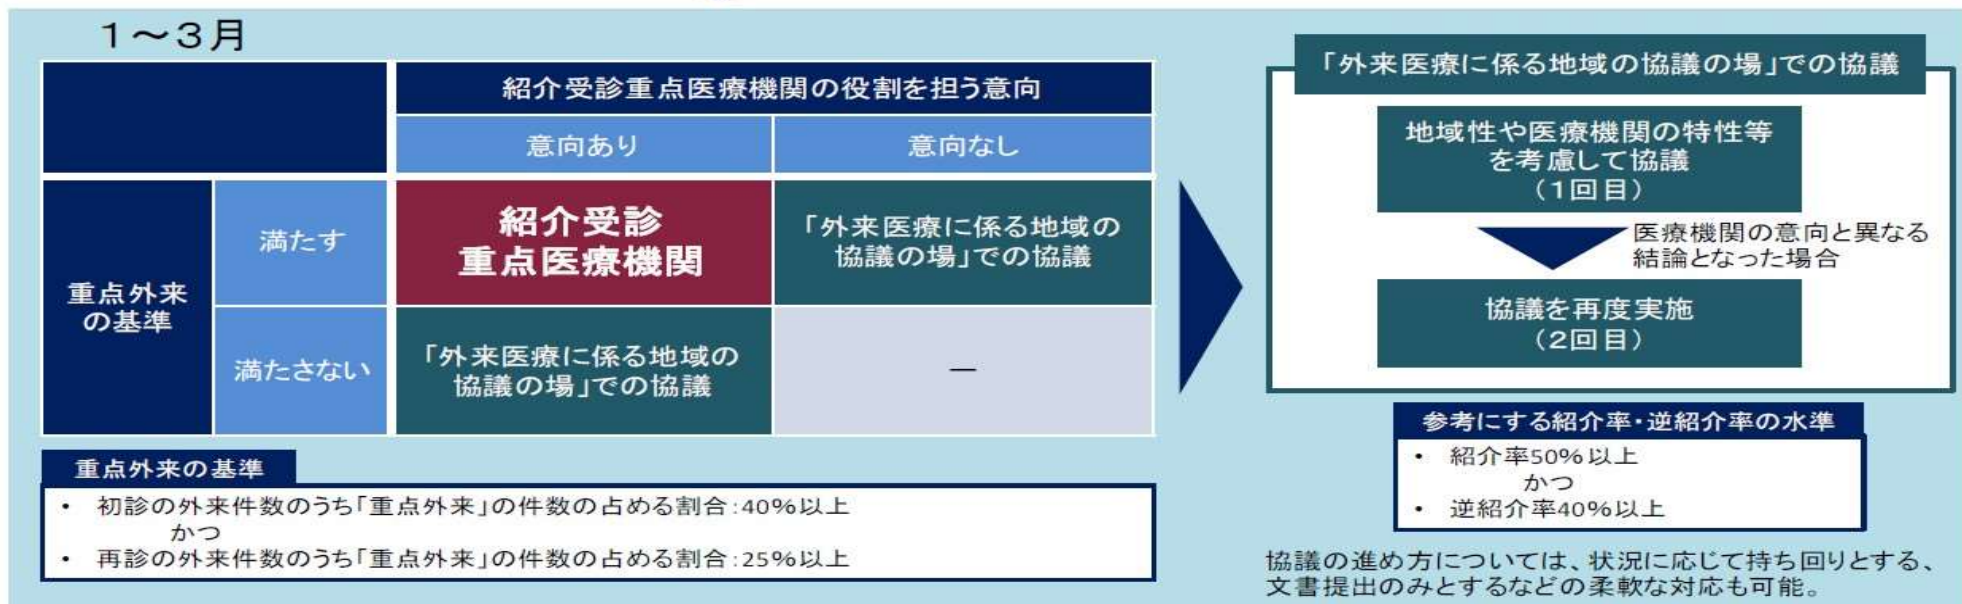 1～3月
紹介受診重点医療機関の役割を担う意向
意向あり
意向なし
重点外来
の基準
満たす
紹介受診
重点医療機関
「外来医療に係る地域の
協議の場」での協議
満たさない
「外来医療に係る地域の
協議の場」での協議
―
重点外来の基準
• 初診の外来件数のうち「重点外来」の件数の占める割合:40％以上
かつ
• 再診の外来件数のうち「重点外来」の件数の占める割合:25％以上
「外来医療に係る地域の協議の場」での協議
地域性や医療機関の特性等
を考慮して協議
（1回目）
医療機関の意向と異なる
結論となった場合
協議を再度実施
（2回目）
参考にする紹介率・逆紹介率の水準
• 紹介率50％以上
かつ
• 逆紹介率40％以上
協議の進め方については、状況に応じて持ち回りとする、
文書提出のみとするなどの柔軟な対応も可能。